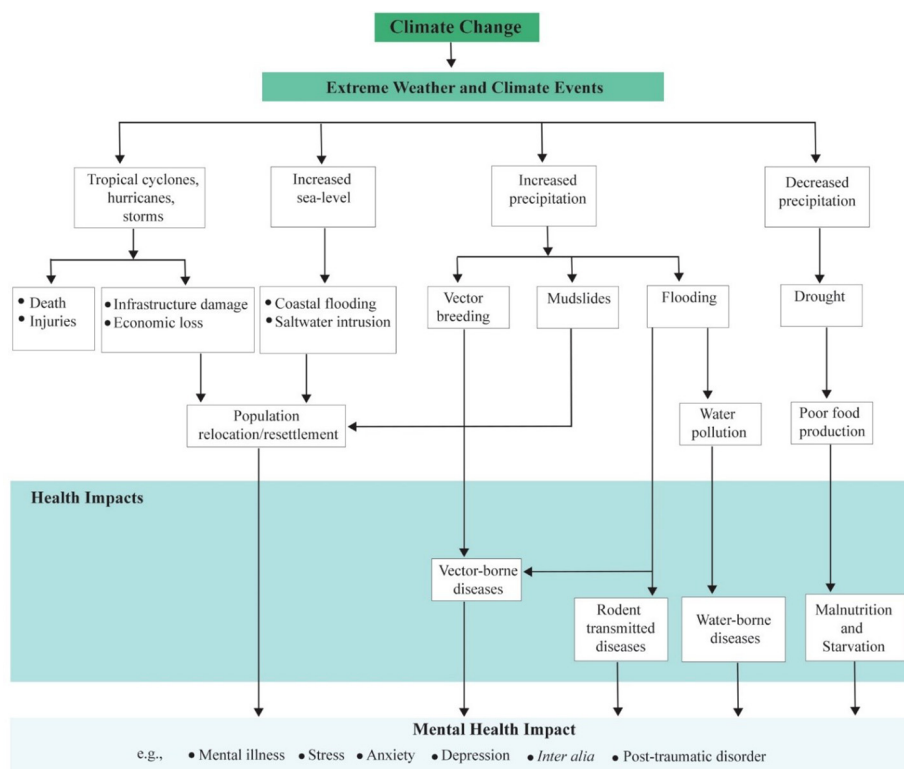 Climate Change
Extreme Weather and Climate Events
Tropical cyclones,
hurricanes,
storms
Increased
sea-level
Increased
precipitation
Decreased
precipitation
• Death
• Injuries
• Infrastructure damage
• Economic loss
• Coastal flooding
• Saltwater intrusion
Vector
breeding
Mudslides
Flooding
Drought
Population
relocation/resettlement
Water
pollution
Poor food
production
Health Impacts
Vector-borne
diseases
Rodent
transmitted
diseases
Water-borne
diseases
Malnutrition
and
Starvation
Mental Health Impact
e.g., • Mental illness • Stress • Anxiety • Depression • Inter alia • Post-traumatic disorder